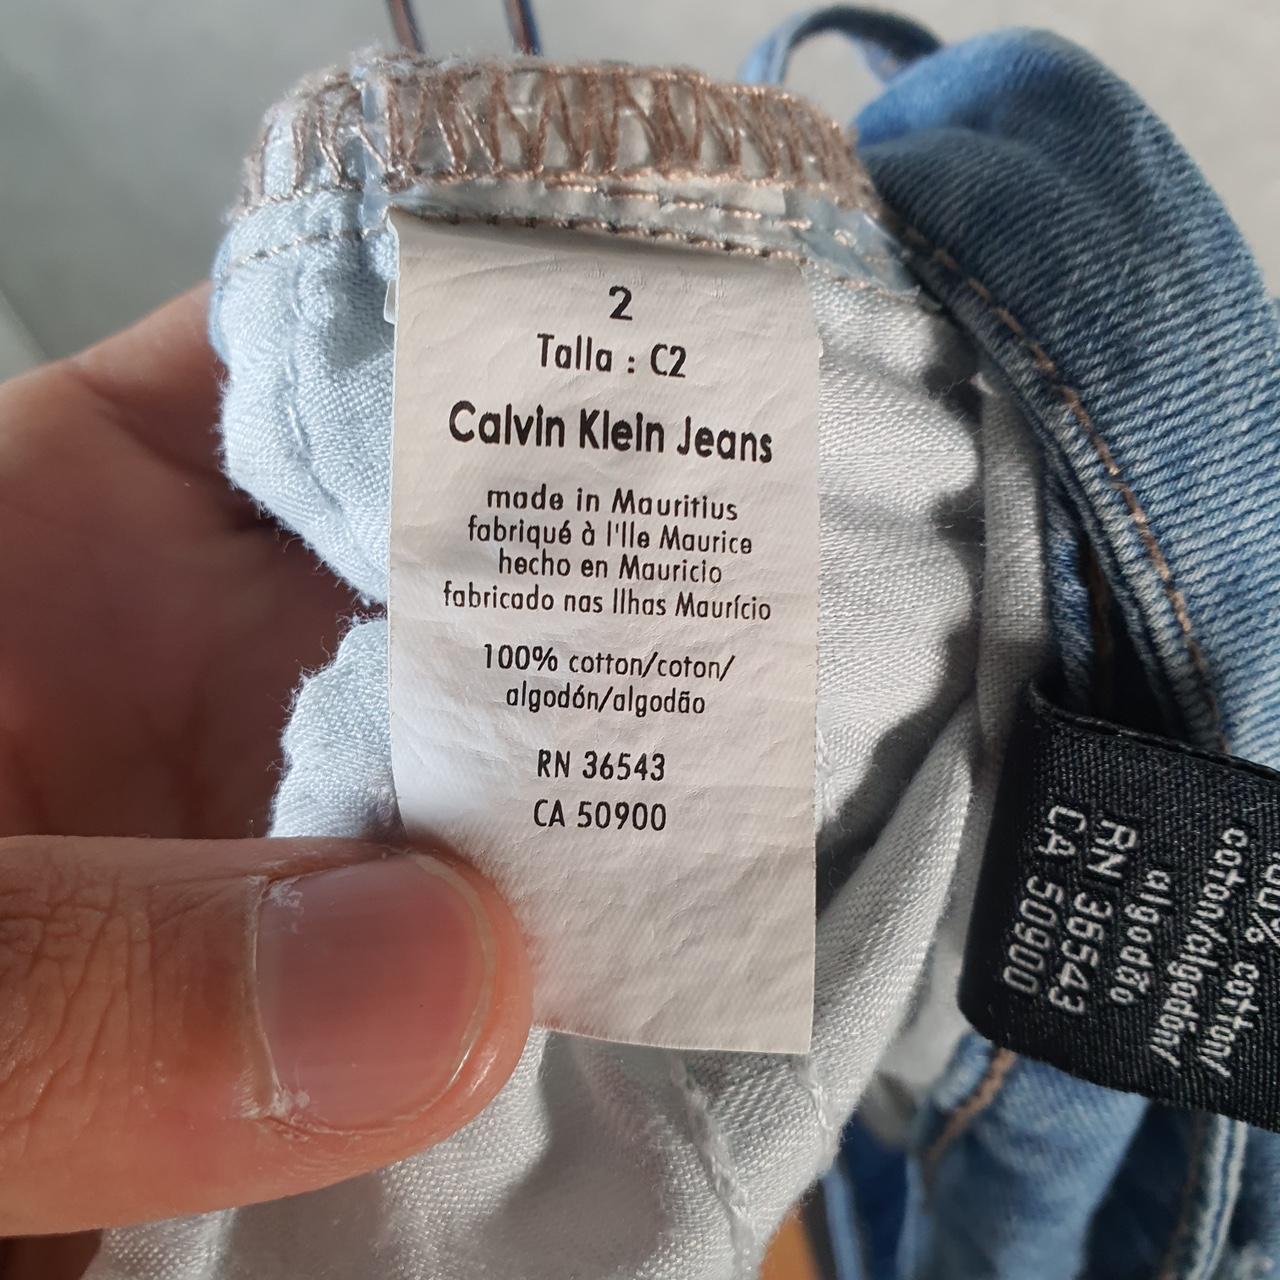 2
Talla : C2
Calvin Klein Jeans
made in Mauritius
fabriqué à l'Ile Maurice
hecho en Mauricio
fabricado nas Ilhas Maurício
100% cotton/coton/
algodón/algodão
RN 36543
CA 50900
cotton/
coton/algodón/
algodão
RN 36543
CA 50900